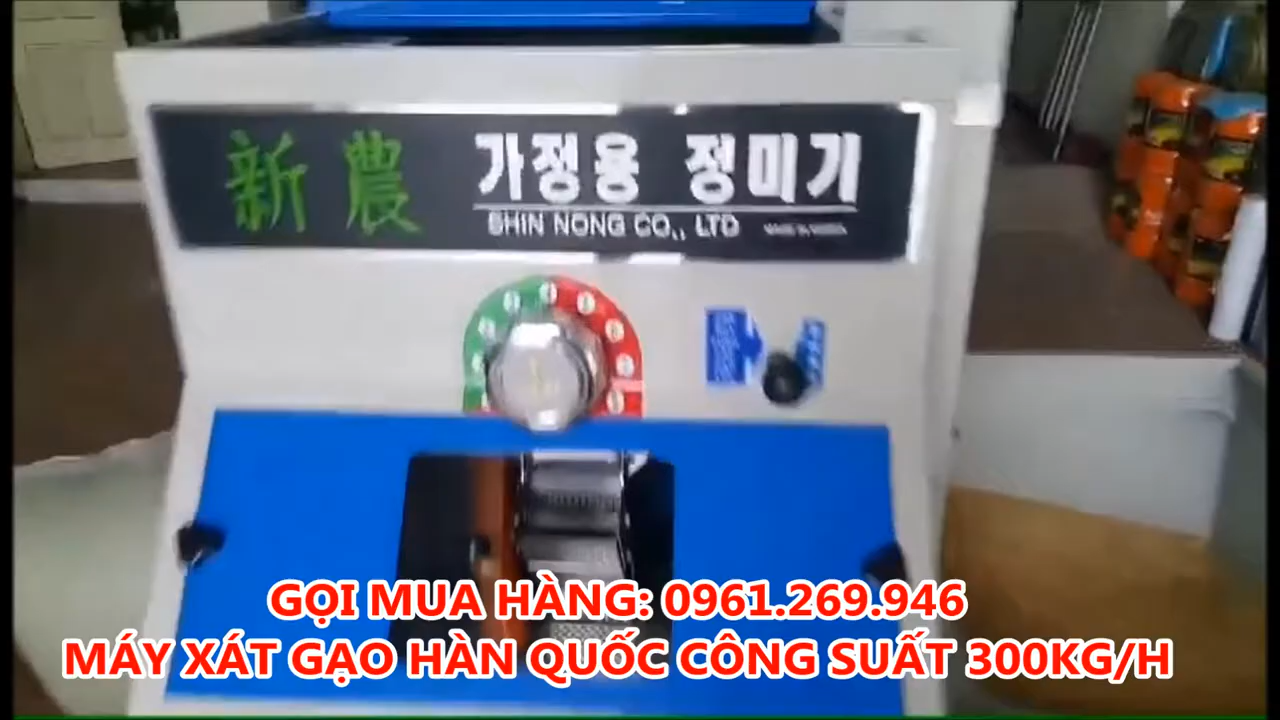 新農 가정용 정미기
SHIN NONG CO., LTD
GỌI MUA HÀNG: 0961.269.946
MÁY XÁT GẠO HÀN QUỐC CÔNG SUẤT 300KG/H